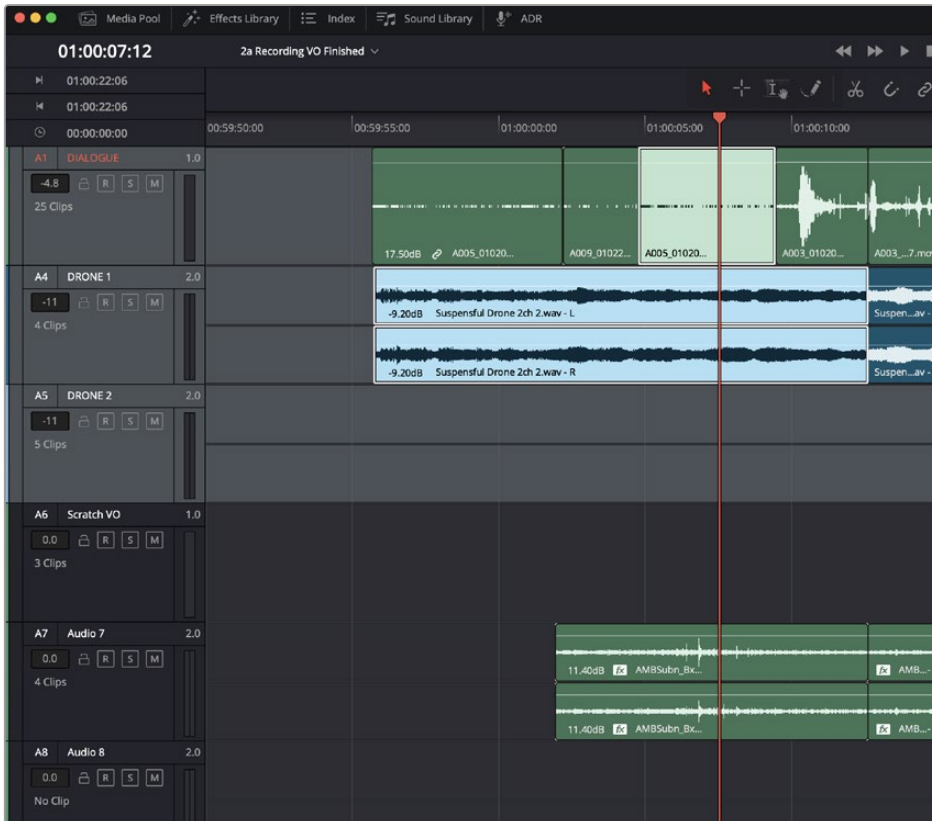 Media Pool Effects Library Index Sound Library ADR
01:00:07:12 2a Recording VO Finished
01:00:22:06
01:00:22:06
00:00:00:00
00:59:50:00 00:59:55:00 01:00:00:00 01:00:05:00 01:00:10:00
A1 DIALOGUE 1.0
-4.8 R S M
25 Clips
17.50dB A005_01020... A009_01022... A005_01020... A003_01020... A003_...7.mov
A4 DRONE 1 2.0
-11 R S M
4 Clips
-9.20dB Suspensful Drone 2ch 2.wav - L Suspen...av -
-9.20dB Suspensful Drone 2ch 2.wav - R Suspen...av -
A5 DRONE 2 2.0
-11 R S M
5 Clips
A6 Scratch VO 1.0
0.0 R S M
3 Clips
A7 Audio 7 2.0
0.0 R S M
4 Clips
11.40dB fx AMBSubn_Bx... fx AMB...-
11.40dB fx AMBSubn_Bx... fx AMB...-
A8 Audio 8 2.0
0.0 R S M
No Clip